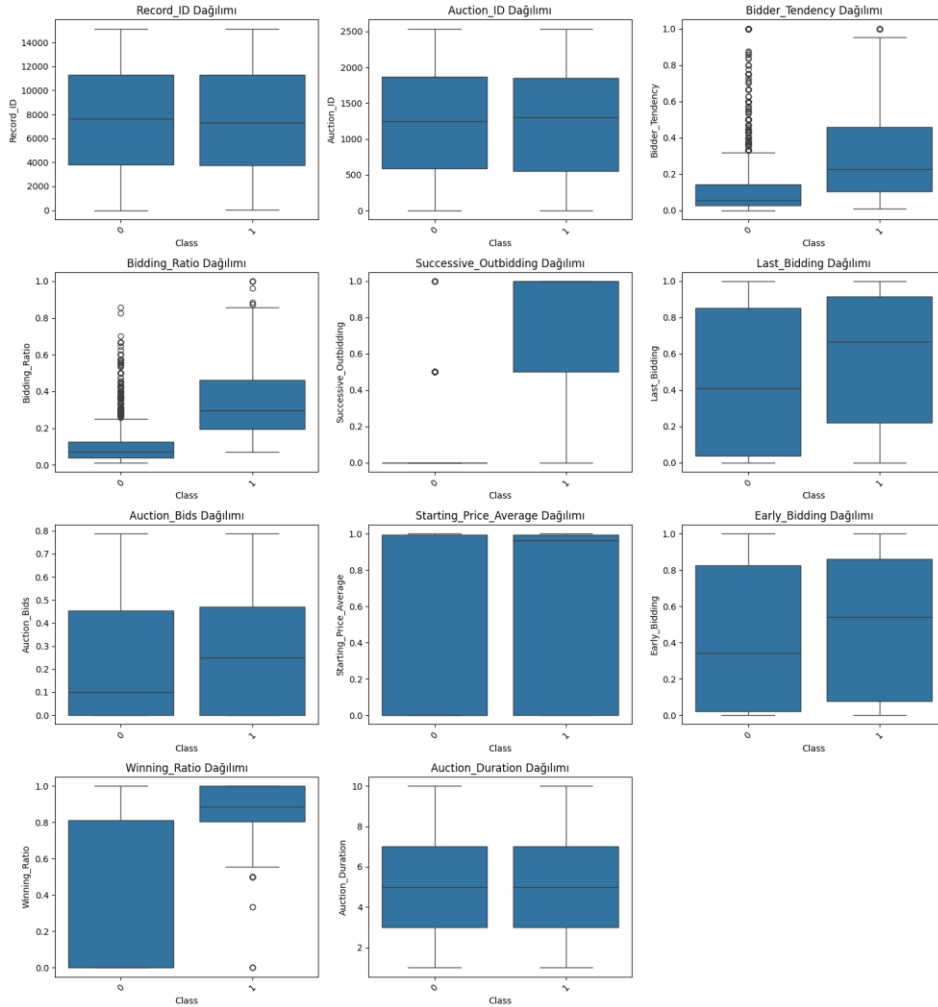 Record_ID Dağılımı
Record_ID
14000
12000
10000
8000
6000
4000
2000
0
0
1
Class
Auction_ID Dağılımı
Auction_ID
2500
2000
1500
1000
500
0
0
1
Class
Bidder_Tendency Dağılımı
Bidder_Tendency
1.0
0.8
0.6
0.4
0.2
0.0
0
1
Class
Bidding_Ratio Dağılımı
Bidding_Ratio
1.0
0.8
0.6
0.4
0.2
0.0
0
1
Class
Successive_Outbidding Dağılımı
Successive_Outbidding
1.0
0.8
0.6
0.4
0.2
0.0
0
1
Class
Last_Bidding Dağılımı
Last_Bidding
1.0
0.8
0.6
0.4
0.2
0.0
0
1
Class
Auction_Bids Dağılımı
Auction_Bids
0.8
0.7
0.6
0.5
0.4
0.3
0.2
0.1
0.0
0
1
Class
Starting_Price_Average Dağılımı
Starting_Price_Average
1.0
0.8
0.6
0.4
0.2
0.0
0
1
Class
Early_Bidding Dağılımı
Early_Bidding
1.0
0.8
0.6
0.4
0.2
0.0
0
1
Class
Winning_Ratio Dağılımı
Winning_Ratio
1.0
0.8
0.6
0.4
0.2
0.0
0
1
Class
Auction_Duration Dağılımı
Auction_Duration
10
8
6
4
2
0
1
Class